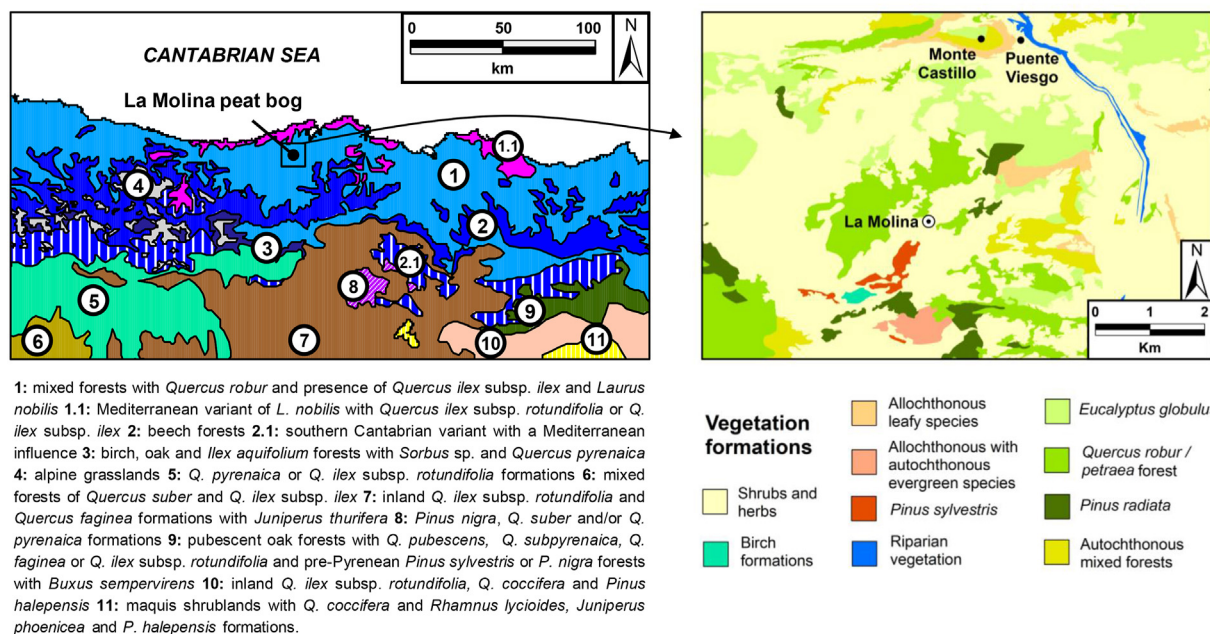 0 50 100
km
N
CANTABRIAN SEA
La Molina peat bog
1.1
1
4
2
3
2.1
8
5
9
6
7
10
11
1: mixed forests with Quercus robur and presence of Quercus ilex subsp. ilex and Laurus
nobilis 1.1: Mediterranean variant of L. nobilis with Quercus ilex subsp. rotundifolia or Q.
ilex subsp. ilex 2: beech forests 2.1: southern Cantabrian variant with a Mediterranean
influence 3: birch, oak and Ilex aquifolium forests with Sorbus sp. and Quercus pyrenaica
4: alpine grasslands 5: Q. pyrenaica or Q. ilex subsp. rotundifolia formations 6: mixed
forests of Quercus suber and Q. ilex subsp. ilex 7: inland Q. ilex subsp. rotundifolia and
Quercus faginea formations with Juniperus thurifera 8: Pinus nigra, Q. suber and/or Q.
pyrenaica formations 9: pubescent oak forests with Q. pubescens, Q. subpyrenaica, Q.
faginea or Q. ilex subsp. rotundifolia and pre-Pyrenean Pinus sylvestris or P. nigra forests
with Buxus sempervirens 10: inland Q. ilex subsp. rotundifolia, Q. coccifera and Pinus
halepensis 11: maquis shrublands with Q. coccifera and Rhamnus lycioides, Juniperus
phoenicea and P. halepensis formations.
Monte
Castillo
Puente
Viesgo
La Molina
N
0 1 2
Km
Vegetation
formations
Shrubs and
herbs
Birch
formations
Allochthonous
leafy species
Allochthonous with
autochthonous
evergreen species
Pinus sylvestris
Riparian
vegetation
Eucalyptus globulu
Quercus robur /
petraea forest
Pinus radiata
Autochthonous
mixed forests